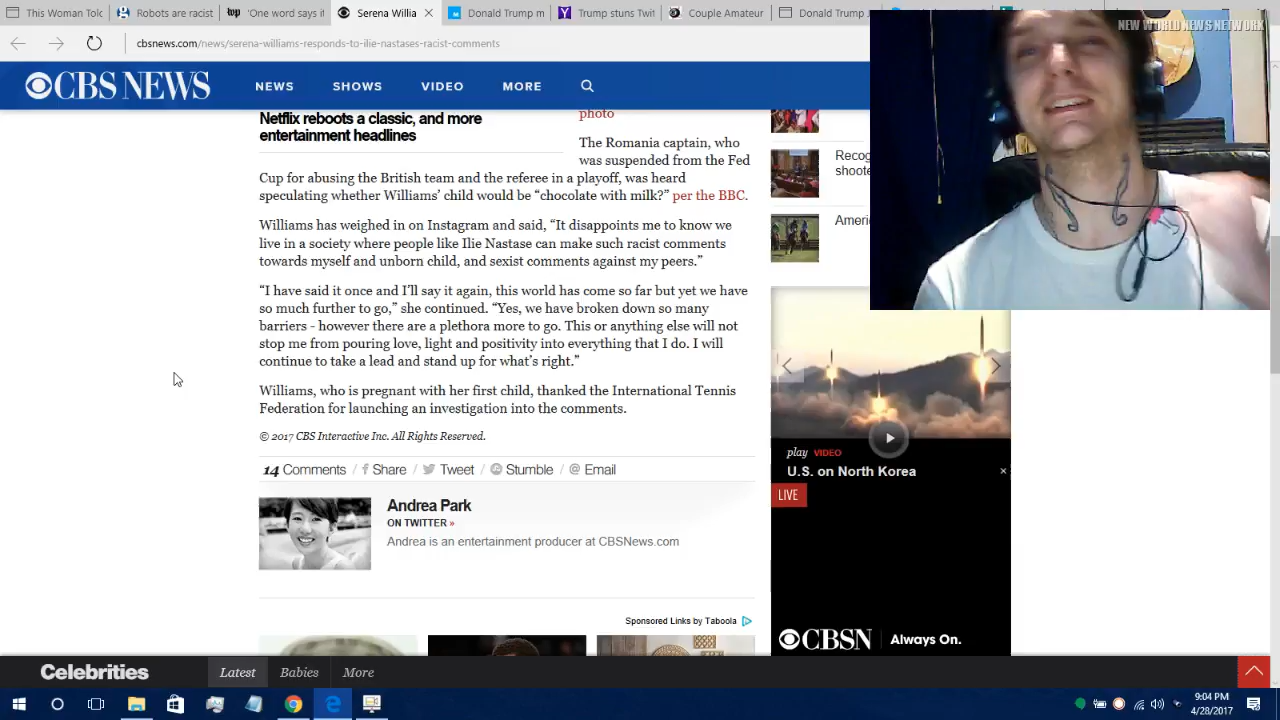 This Woman Tol
Robots are racist
'One of us' says
Serena Willia
Donald Trump m
Trump stuns Twit
Couple Amateur
Donald Trump
NEW WORLD NEWS NETWORK
cbsnews.com/news/serena-williams-responds-to-ilie-nastases-racist-comments
CBS NEWS
NEWS
SHOWS
VIDEO
MORE
Netflix reboots a classic, and more
entertainment headlines
photo
The Romania captain, who
was suspended from the Fed
Cup for abusing the British team and the referee in a playoff, was heard
speculating whether Williams' child would be “chocolate with milk?” per the BBC.
Williams has weighed in on Instagram and said, “It disappoints me to know we
live in a society where people like Ilie Nastase can make such racist comments
towards myself and unborn child, and sexist comments against my peers.”
“I have said it once and I'll say it again, this world has come so far but yet we have
so much further to go,” she continued. “Yes, we have broken down so many
barriers - however there are a plethora more to go. This or anything else will not
stop me from pouring love, light and positivity into everything that I do. I will
continue to take a lead and stand up for what's right.”
Williams, who is pregnant with her first child, thanked the International Tennis
Federation for launching an investigation into the comments.
© 2017 CBS Interactive Inc. All Rights Reserved.
14 Comments / Share / Tweet / Stumble / @ Email
Andrea Park
ON TWITTER »
Andrea is an entertainment producer at CBSNews.com
Sponsored Links by Taboola
Recog
shoote
Ameri
play VIDEO
U.S. on North Korea
×
LIVE
CBSN Always On.
Celebrities
Latest
Babies
More
9:04 PM
4/28/2017